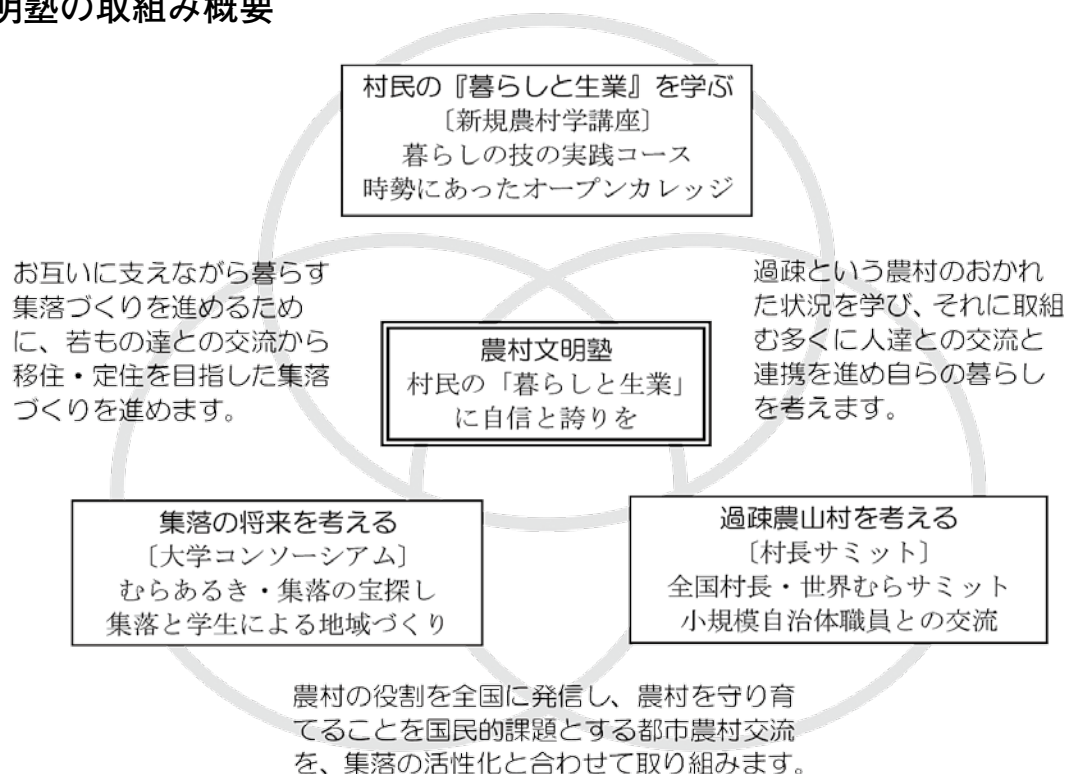 明塾の取組み概要
村民の『暮らしと生業』を学ぶ
〔新規農村学講座〕
暮らしの技の実践コース
時勢にあったオープンカレッジ
お互いに支えながら暮らす
集落づくりを進めるため
に、若もの達との交流から
移住・定住を目指した集落
づくりを進めます。
過疎という農村のおかれ
た状況を学び、それに取組
む多くに人達との交流と
連携を進め自らの暮らし
を考えます。
農村文明塾
村民の「暮らしと生業」
に自信と誇りを
集落の将来を考える
〔大学コンソーシアム〕
むらあるき・集落の宝探し
集落と学生による地域づくり
過疎農山村を考える
〔村長サミット〕
全国村長・世界むらサミット
小規模自治体職員との交流
農村の役割を全国に発信し、農村を守り育
てることを国民的課題とする都市農村交流
を、集落の活性化と合わせて取り組みます。